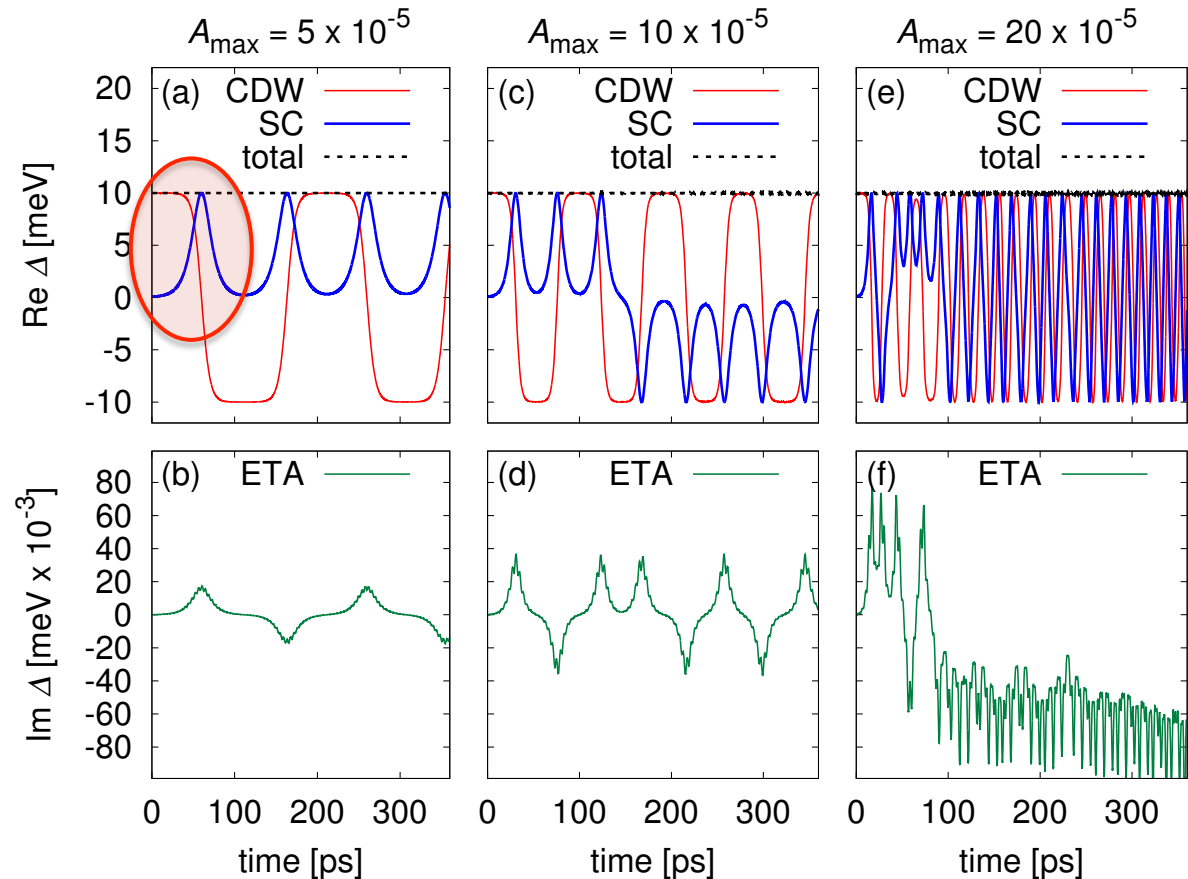 A_max = 5 x 10^-5
A_max = 10 x 10^-5
A_max = 20 x 10^-5
(a)
CDW
SC
total
(c)
CDW
SC
total
(e)
CDW
SC
total
20
15
10
5
0
-5
-10
Re Δ [meV]
(b)
ETA
(d)
ETA
(f)
ETA
80
60
40
20
0
-20
-40
-60
-80
Im Δ [meV x 10^-3]
0 100 200 300
0 100 200 300
0 100 200 300
time [ps]
time [ps]
time [ps]